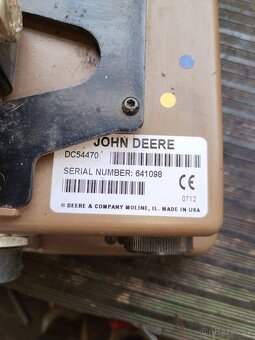 JOHN DEERE
DC54470
SERIAL NUMBER: 641098
CE
0712
® DEERE & COMPANY MOLINE, IL. MADE IN USA